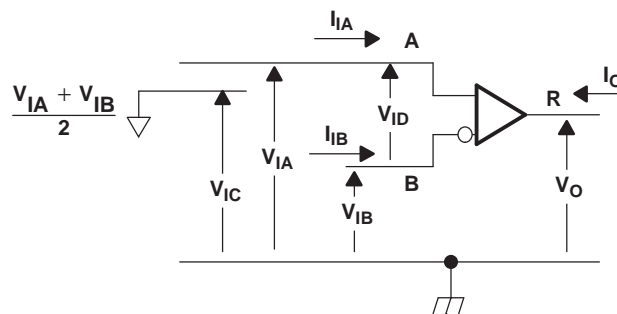 I_IA
A
V_IA + V_IB
2
I_IB
V_ID
R
I_O
V_IA
B
V_IC
V_IB
V_O